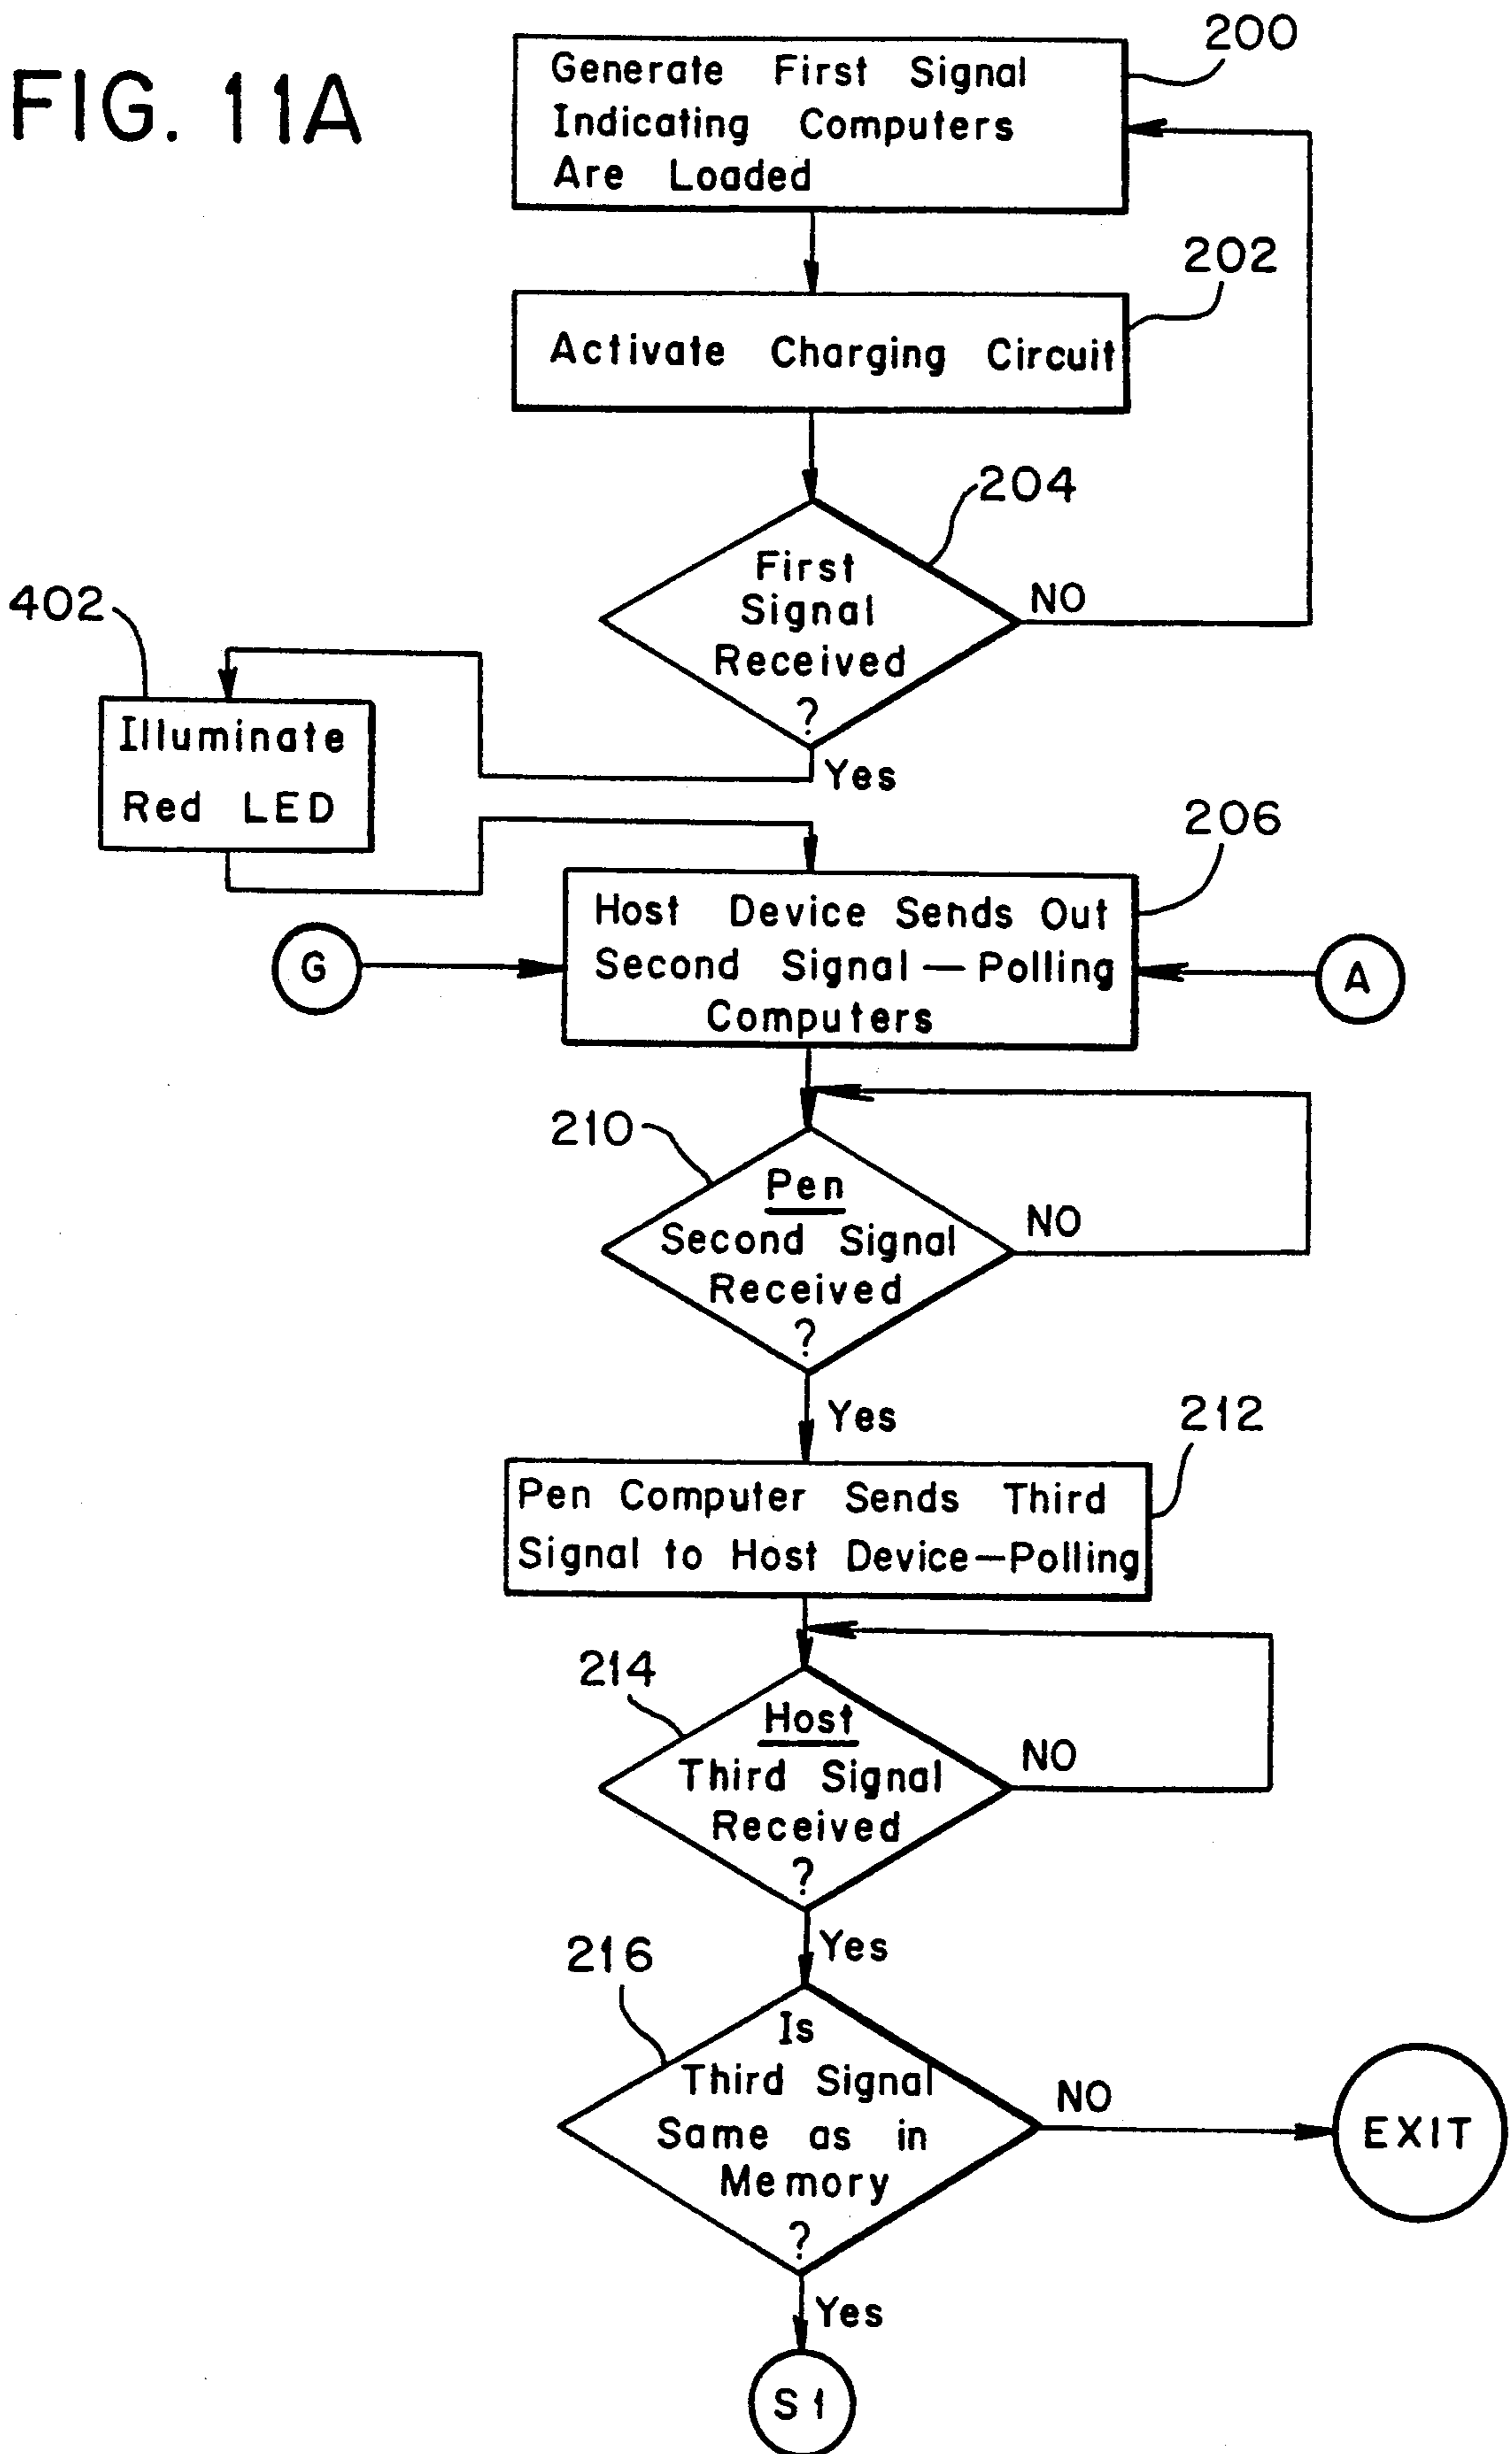 FIG. 11A
200
Generate First Signal
Indicating Computers
Are Loaded
202
Activate Charging Circuit
204
First
Signal
Received
?
NO
402
Illuminate
Red LED
Yes
206
Host Device Sends Out
Second Signal — Polling
Computers
G
A
210
Pen
Second Signal
Received
?
NO
Yes
212
Pen Computer Sends Third
Signal to Host Device—Polling
214
Host
Third Signal
Received
?
NO
Yes
216
Is
Third Signal
Same as in
Memory
?
NO
EXIT
Yes
S1